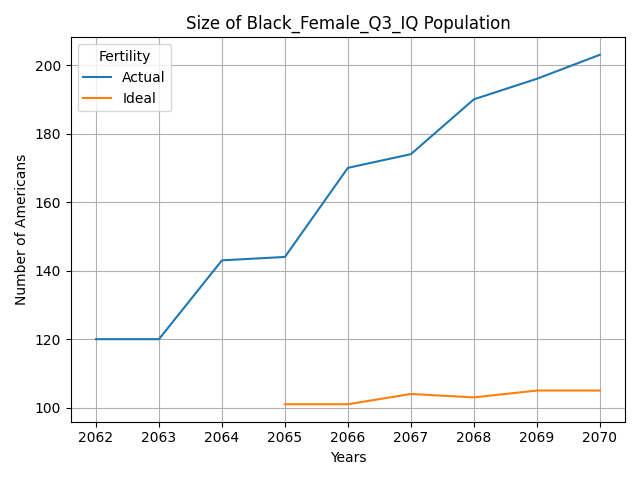 Size of Black_Female_Q3_IQ Population
Fertility
Actual
Ideal
Number of Americans
200
180
160
140
120
100
2062 2063 2064 2065 2066 2067 2068 2069 2070
Years